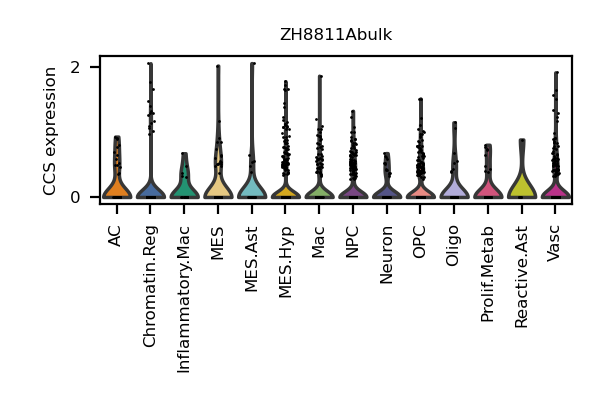 ZH8811Abulk
CCS expression
2
0
AC
Chromatin.Reg
Inflammatory.Mac
MES
MES.Ast
MES.Hyp
Mac
NPC
Neuron
OPC
Oligo
Prolif.Metab
Reactive.Ast
Vasc